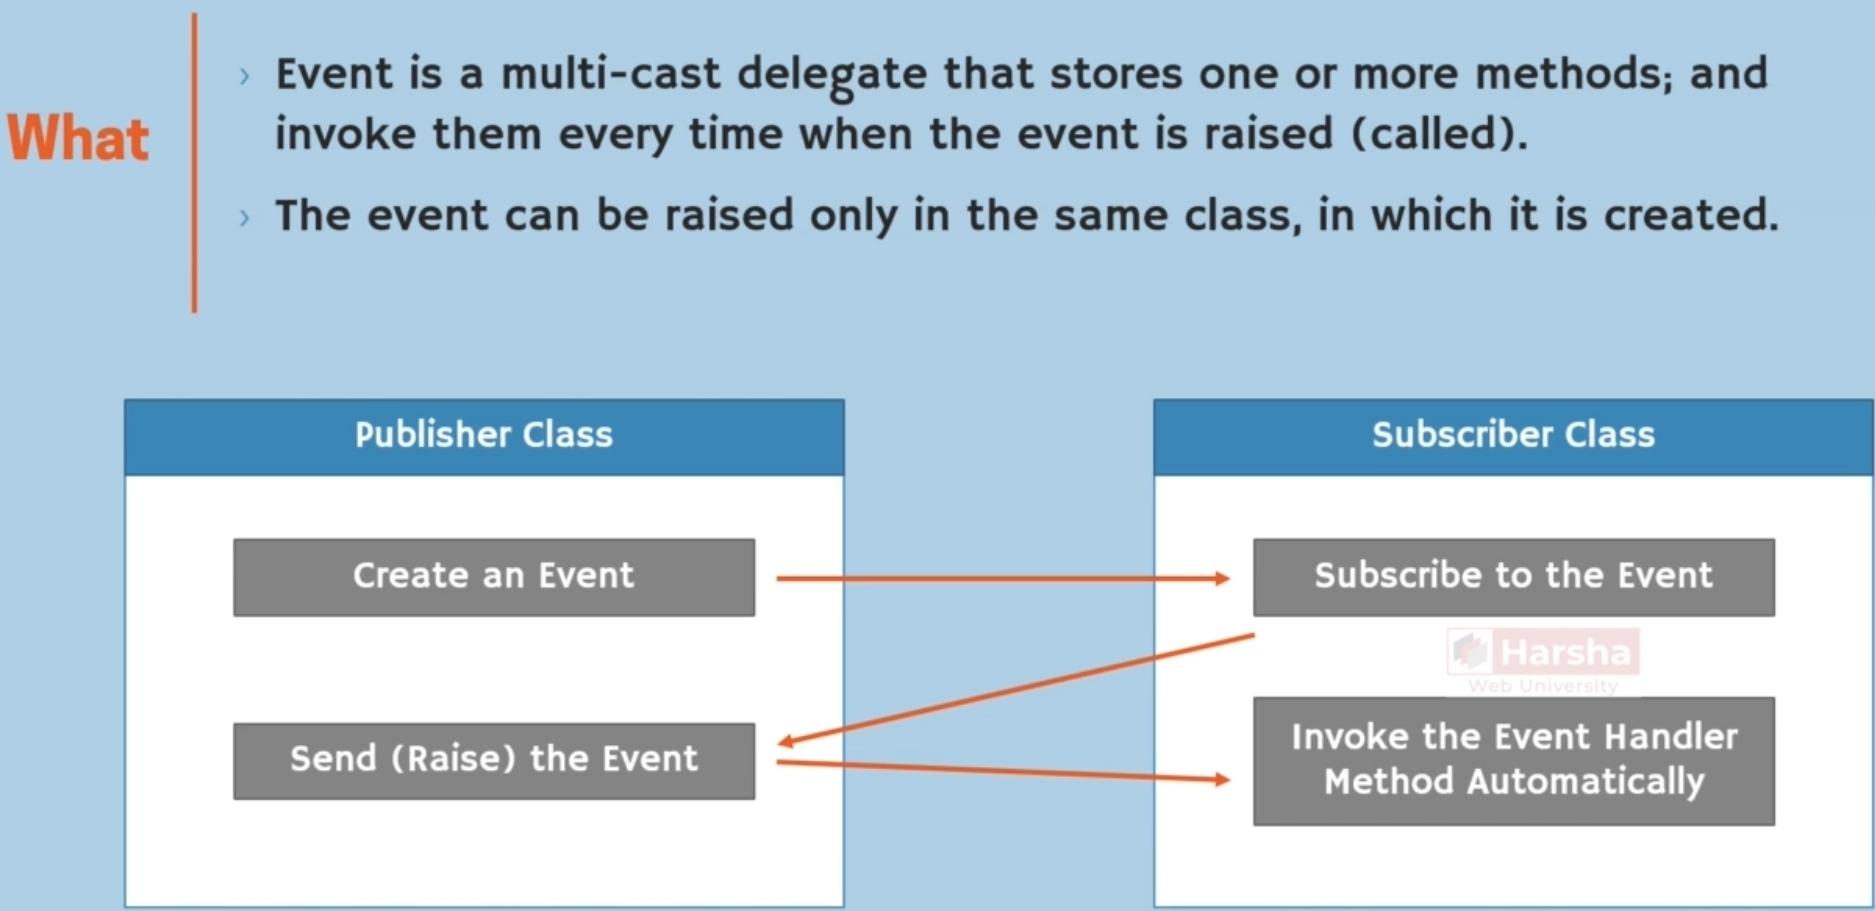 What
› Event is a multi-cast delegate that stores one or more methods; and
invoke them every time when the event is raised (called).
› The event can be raised only in the same class, in which it is created.
Publisher Class
Create an Event
Send (Raise) the Event
Subscriber Class
Subscribe to the Event
Harsha
Web University
Invoke the Event Handler
Method Automatically